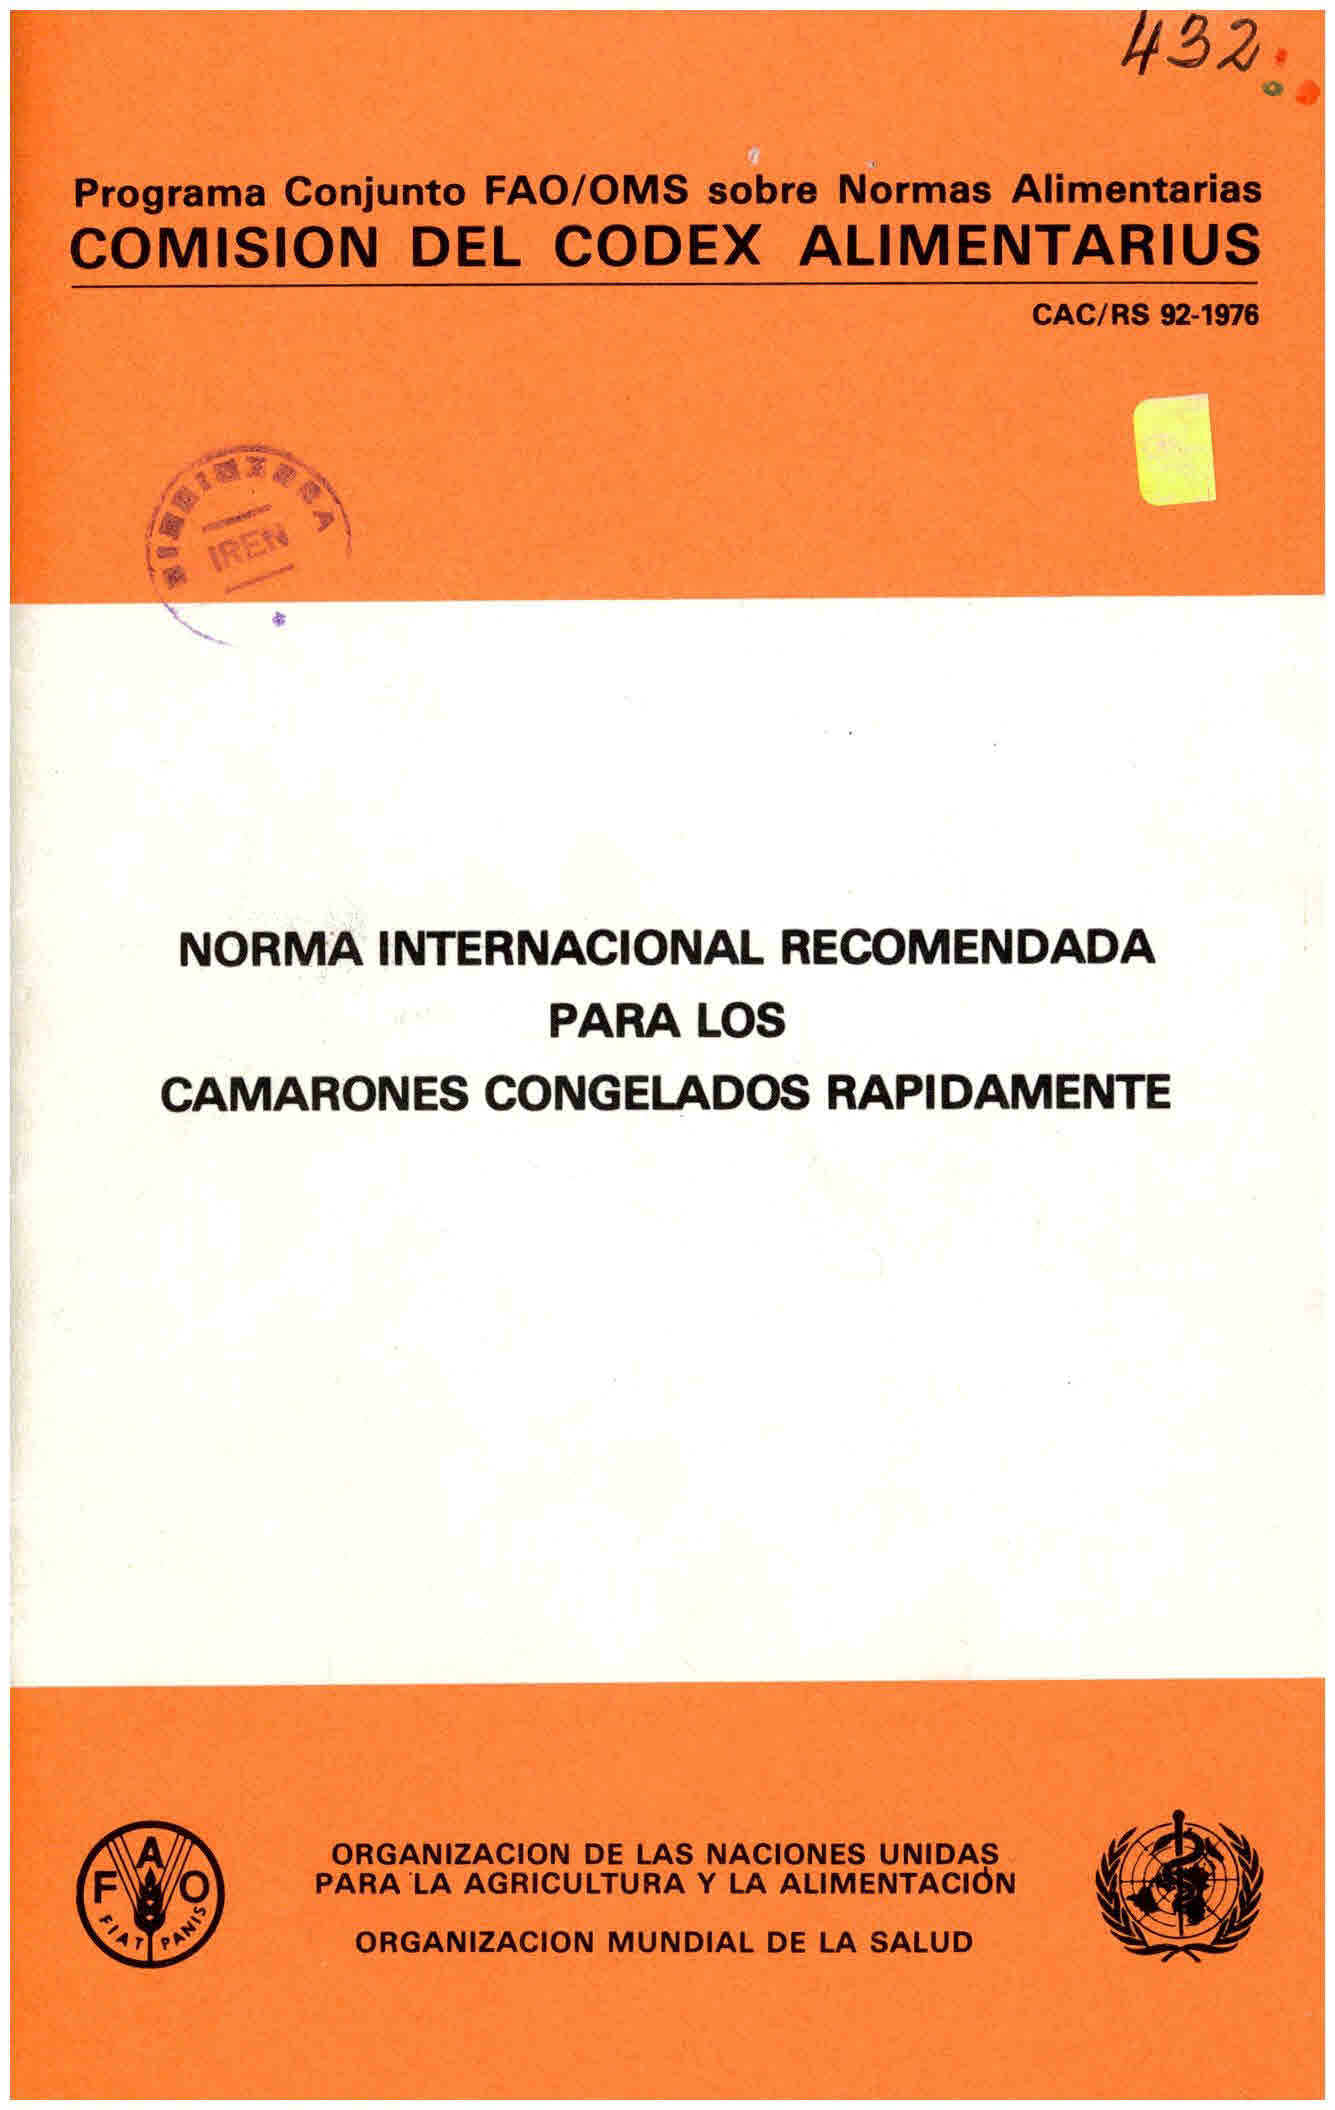 432
Programa Conjunto FAO/OMS sobre Normas Alimentarias
COMISION DEL CODEX ALIMENTARIUS
CAC/RS 92-1976
IREN
NORMA INTERNACIONAL RECOMENDADA
PARA LOS
CAMARONES CONGELADOS RAPIDAMENTE
FAO
FIAT PANIS
ORGANIZACION DE LAS NACIONES UNIDAS
PARA LA AGRICULTURA Y LA ALIMENTACIÓN
ORGANIZACION MUNDIAL DE LA SALUD